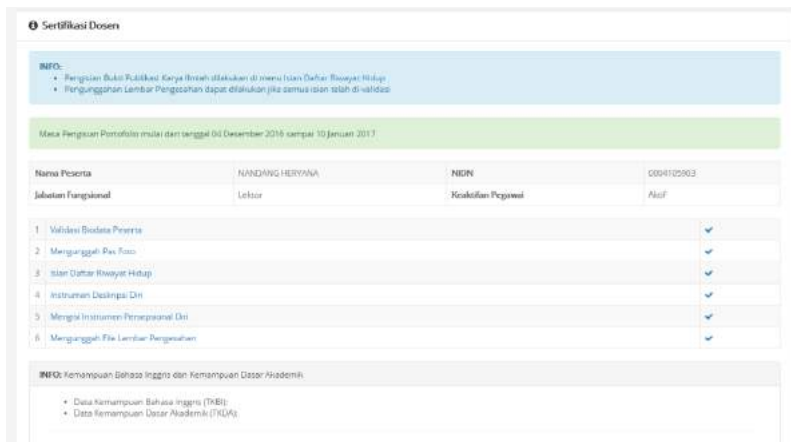 Sertifikasi Dosen
INFO:
Pengisian Bukti Publikasi Karya Ilmiah dilakukan di menu Isian Daftar Riwayat Hidup
Pengunggahan Lembar Pengesahan dapat dilakukan jika semua isian telah di validasi
Masa Pengisian Portofolio mulai dari tanggal 04 Desember 2016 sampai 10 Januari 2017
Nama Peserta NANDANG HERYANA NIDN 0004105903
Jabatan Fungsional Lektor Keaktifan Pegawai Aktif
1 Validasi Biodata Peserta
2 Mengunggah Pas Foto
3 Isian Daftar Riwayat Hidup
4 Instrumen Deskripsi Diri
5 Mengisi Instrumen Persepsional Diri
6 Mengunggah File Lembar Pengesahan
INFO: Kemampuan Bahasa Inggris dan Kemampuan Dasar Akademik
Data Kemampuan Bahasa Inggris (TKBI):
Data Kemampuan Dasar Akademik (TKDA):